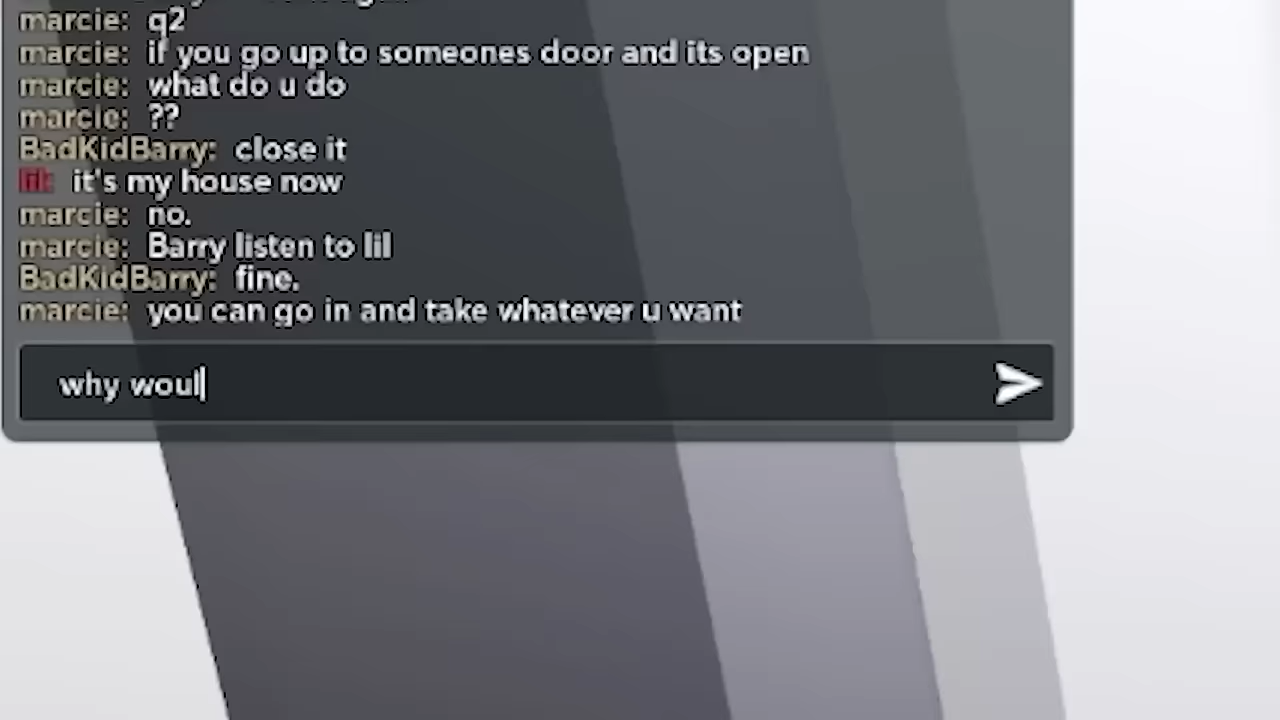 marcie: q2
marcie: if you go up to someones door and its open
marcie: what do u do
marcie: ??
BadKidBarry: close it
lil: it's my house now
marcie: no.
marcie: Barry listen to lil
BadKidBarry: fine.
marcie: you can go in and take whatever u want
why woul